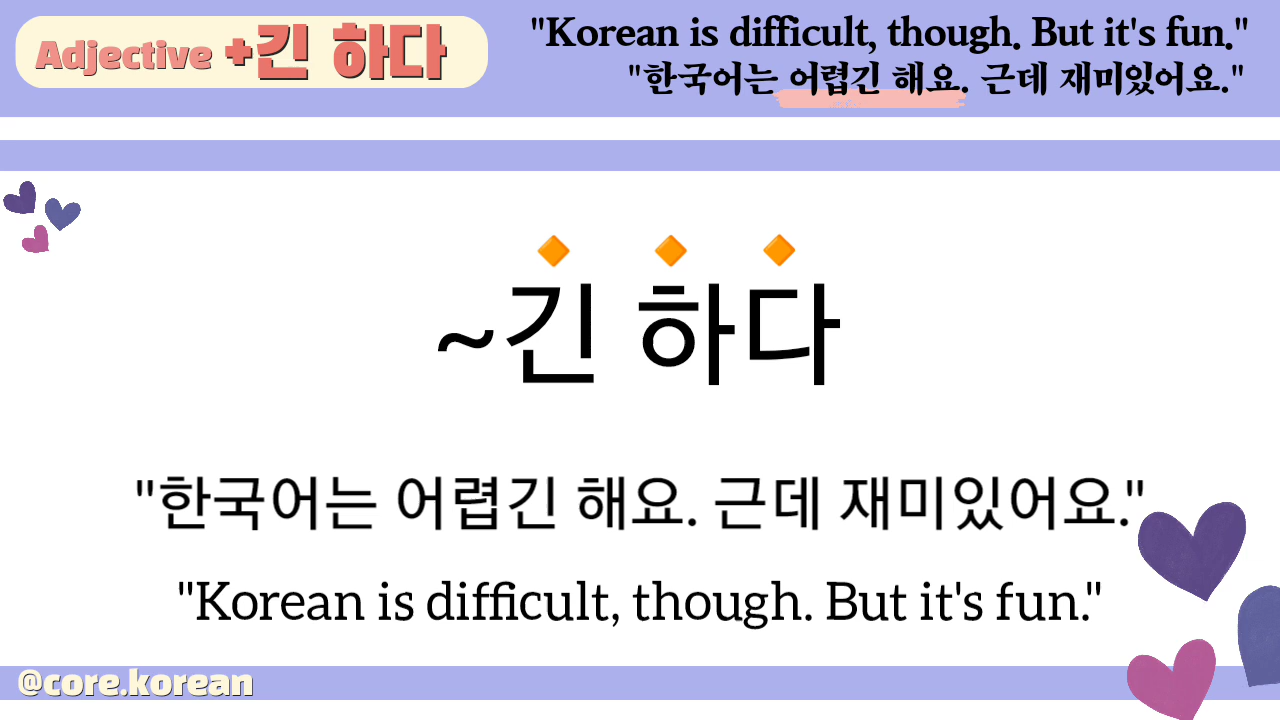 Adjective +긴 하다
"Korean is difficult, though. But it's fun."
"한국어는 어렵긴 해요. 근데 재미있어요."
~긴 하다
"한국어는 어렵긴 해요. 근데 재미있어요."
"Korean is difficult, though. But it's fun."
@core.korean